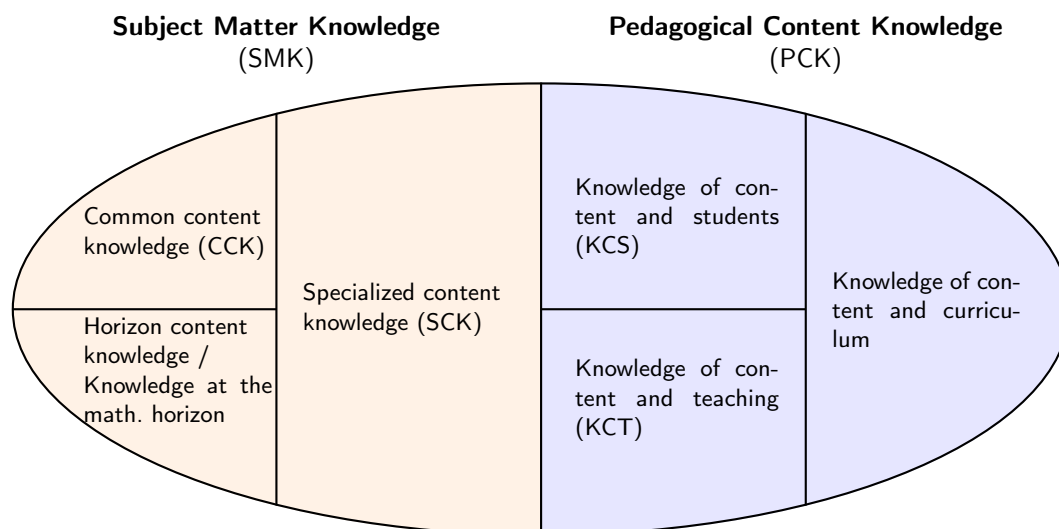 Subject Matter Knowledge
(SMK)
Pedagogical Content Knowledge
(PCK)
Common content
knowledge (CCK)
Horizon content
knowledge /
Knowledge at the
math. horizon
Specialized content
knowledge (SCK)
Knowledge of con-
tent and students
(KCS)
Knowledge of con-
tent and teaching
(KCT)
Knowledge of con-
tent and curricu-
lum